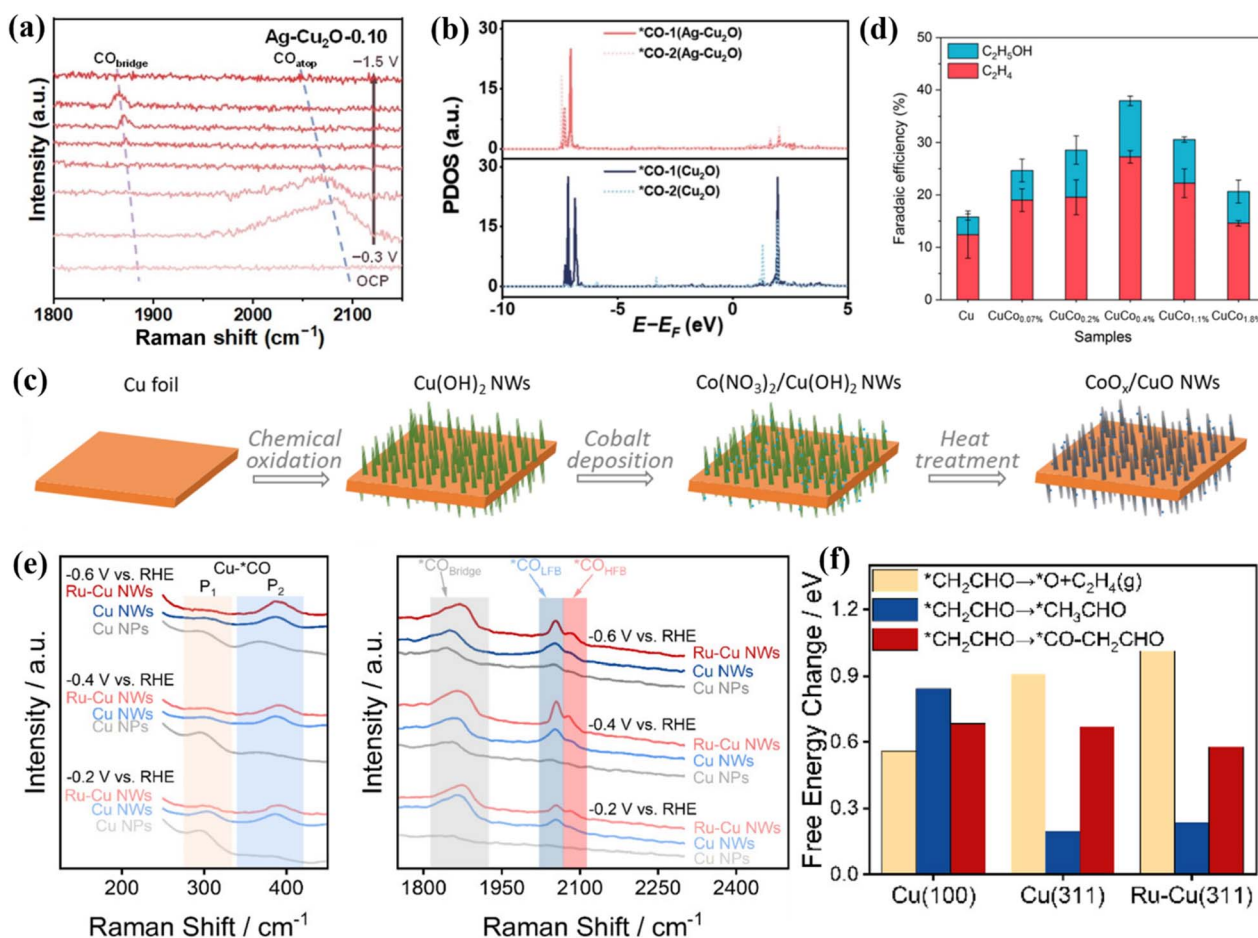 (a)
Ag-Cu₂O-0.10
CO_bridge
CO_atop
−1.5 V
−0.3 V
OCP
Intensity (a.u.)
1800 1900 2000 2100
Raman shift (cm⁻¹)
(b)
*CO-1(Ag-Cu₂O)
*CO-2(Ag-Cu₂O)
*CO-1(Cu₂O)
*CO-2(Cu₂O)
PDOS (a.u.)
30
15
0
30
15
0
-10 -5 0 5
E−E_F (eV)
(d)
C₂H₅OH
C₂H₄
Faradaic efficiency (%)
50
40
30
20
10
0
Cu CuCo₀.₀₇% CuCo₀.₂% CuCo₀.₄% CuCo₁.₁% CuCo₁.₈%
Samples
(c)
Cu foil
Chemical
oxidation
Cu(OH)₂ NWs
Cobalt
deposition
Co(NO₃)₂/Cu(OH)₂ NWs
Heat
treatment
CoOₓ/CuO NWs
(e)
Cu-*CO
P₁ P₂
-0.6 V vs. RHE
Ru-Cu NWs
Cu NWs
Cu NPs
-0.4 V vs. RHE
Ru-Cu NWs
Cu NWs
Cu NPs
-0.2 V vs. RHE
Ru-Cu NWs
Cu NWs
Cu NPs
Intensity / a.u.
200 300 400
Raman Shift / cm⁻¹
*CO_Bridge
*CO_LFB
*CO_HFB
-0.6 V vs. RHE
Ru-Cu NWs
Cu NWs
Cu NPs
-0.4 V vs. RHE
Ru-Cu NWs
Cu NWs
Cu NPs
-0.2 V vs. RHE
Ru-Cu NWs
Cu NWs
Cu NPs
Intensity / a.u.
1800 1950 2100 2250 2400
Raman Shift / cm⁻¹
(f)
*CH₂CHO→*O+C₂H₄(g)
*CH₂CHO→*CH₃CHO
*CH₂CHO→*CO-CH₂CHO
Free Energy Change / eV
1.2
0.9
0.6
0.3
0.0
Cu(100) Cu(311) Ru-Cu(311)